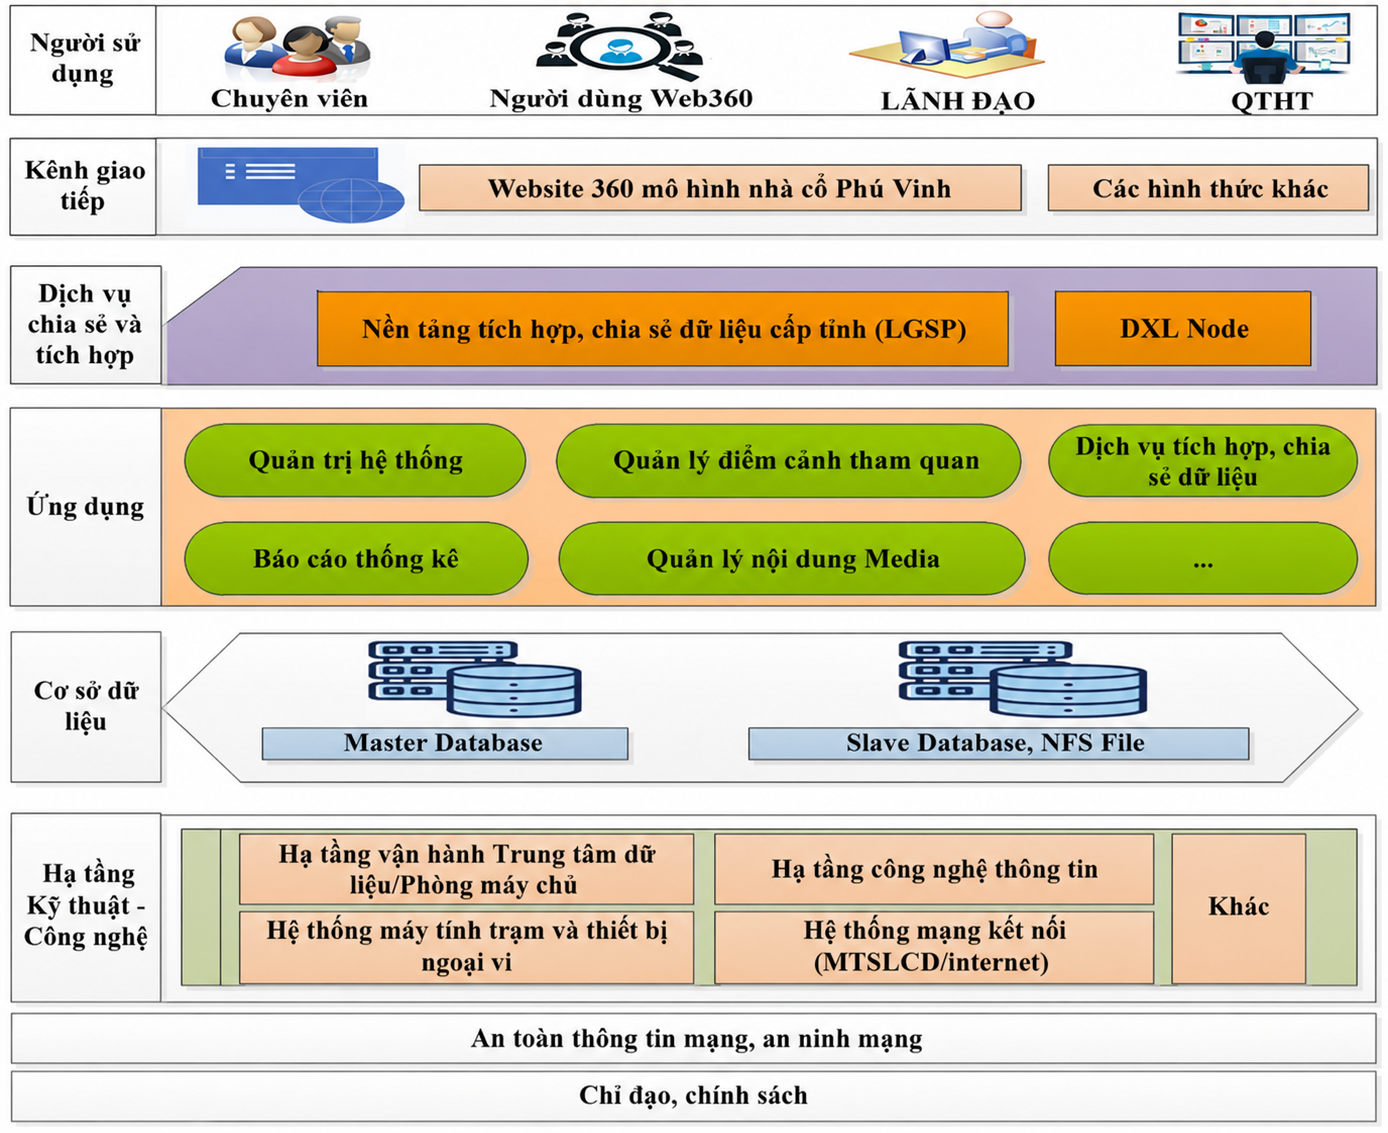 Người sử
dụng
Chuyên viên
Người dùng Web360
LÃNH ĐẠO
QTHT
Kênh giao
tiếp
Website 360 mô hình nhà cổ Phú Vinh
Các hình thức khác
Dịch vụ
chia sẻ và
tích hợp
Nền tảng tích hợp, chia sẻ dữ liệu cấp tỉnh (LGSP)
DXL Node
Ứng dụng
Quản trị hệ thống
Quản lý điểm cảnh tham quan
Dịch vụ tích hợp, chia
sẻ dữ liệu
Báo cáo thống kê
Quản lý nội dung Media
...
Cơ sở dữ
liệu
Master Database
Slave Database, NFS File
Hạ tầng
Kỹ thuật -
Công nghệ
Hạ tầng vận hành Trung tâm dữ
liệu/Phòng máy chủ
Hạ tầng công nghệ thông tin
Khác
Hệ thống máy tính trạm và thiết bị
ngoại vi
Hệ thống mạng kết nối
(MTSLCD/internet)
An toàn thông tin mạng, an ninh mạng
Chỉ đạo, chính sách